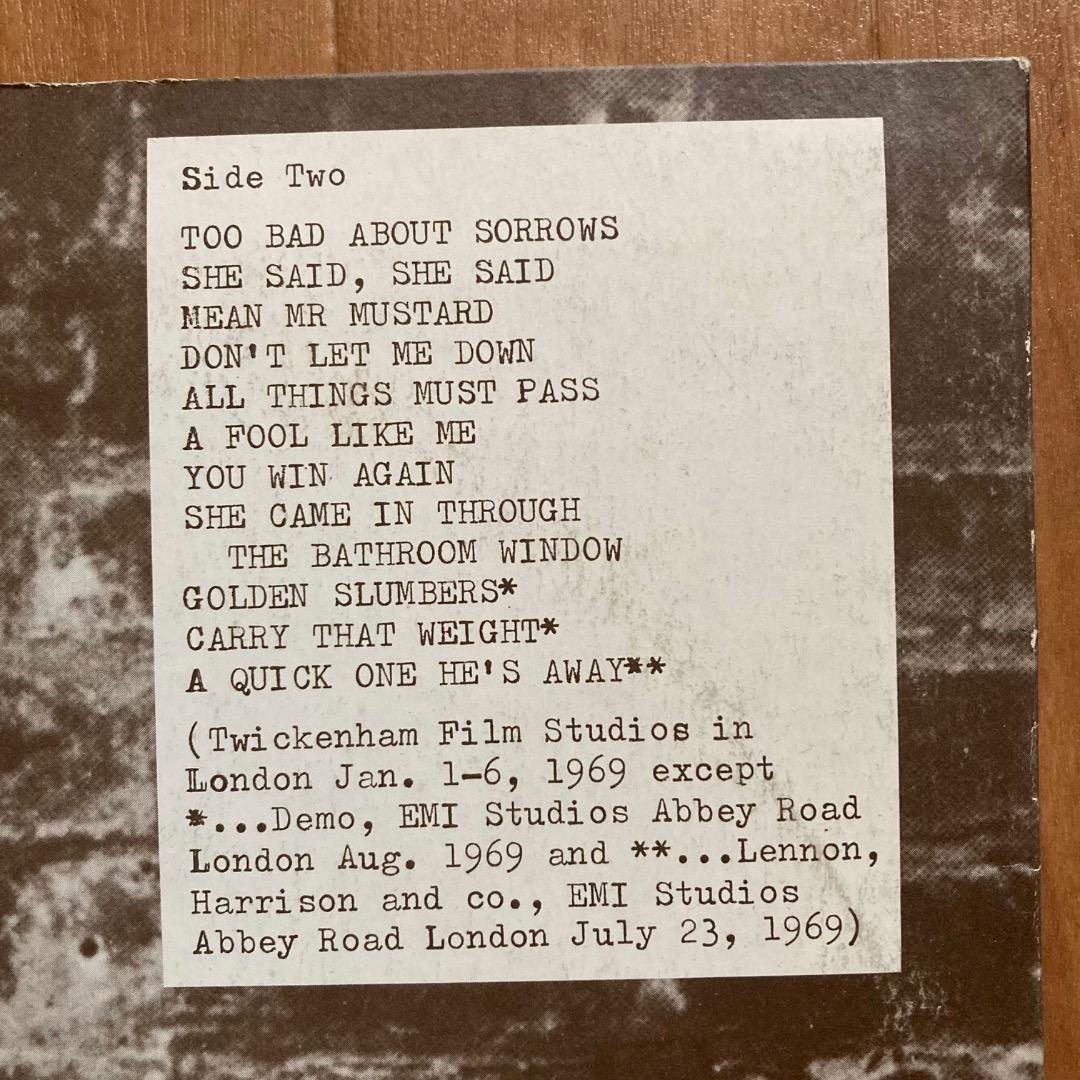 Side Two
TOO BAD ABOUT SORROWS
SHE SAID, SHE SAID
MEAN MR MUSTARD
DON'T LET ME DOWN
ALL THINGS MUST PASS
A FOOL LIKE ME
YOU WIN AGAIN
SHE CAME IN THROUGH
THE BATHROOM WINDOW
GOLDEN SLUMBERS*
CARRY THAT WEIGHT*
A QUICK ONE HE'S AWAY**
(Twickenham Film Studios in
London Jan. 1-6, 1969 except
*...Demo, EMI Studios Abbey Road
London Aug. 1969 and **...Lennon,
Harrison and co., EMI Studios
Abbey Road London July 23, 1969)